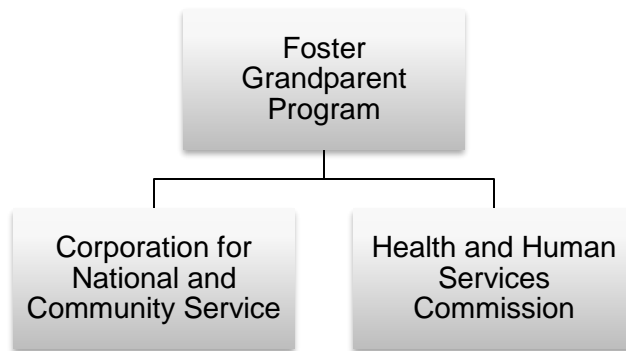 Foster
Grandparent
Program
Corporation for
National and
Community Service
Health and Human
Services
Commission